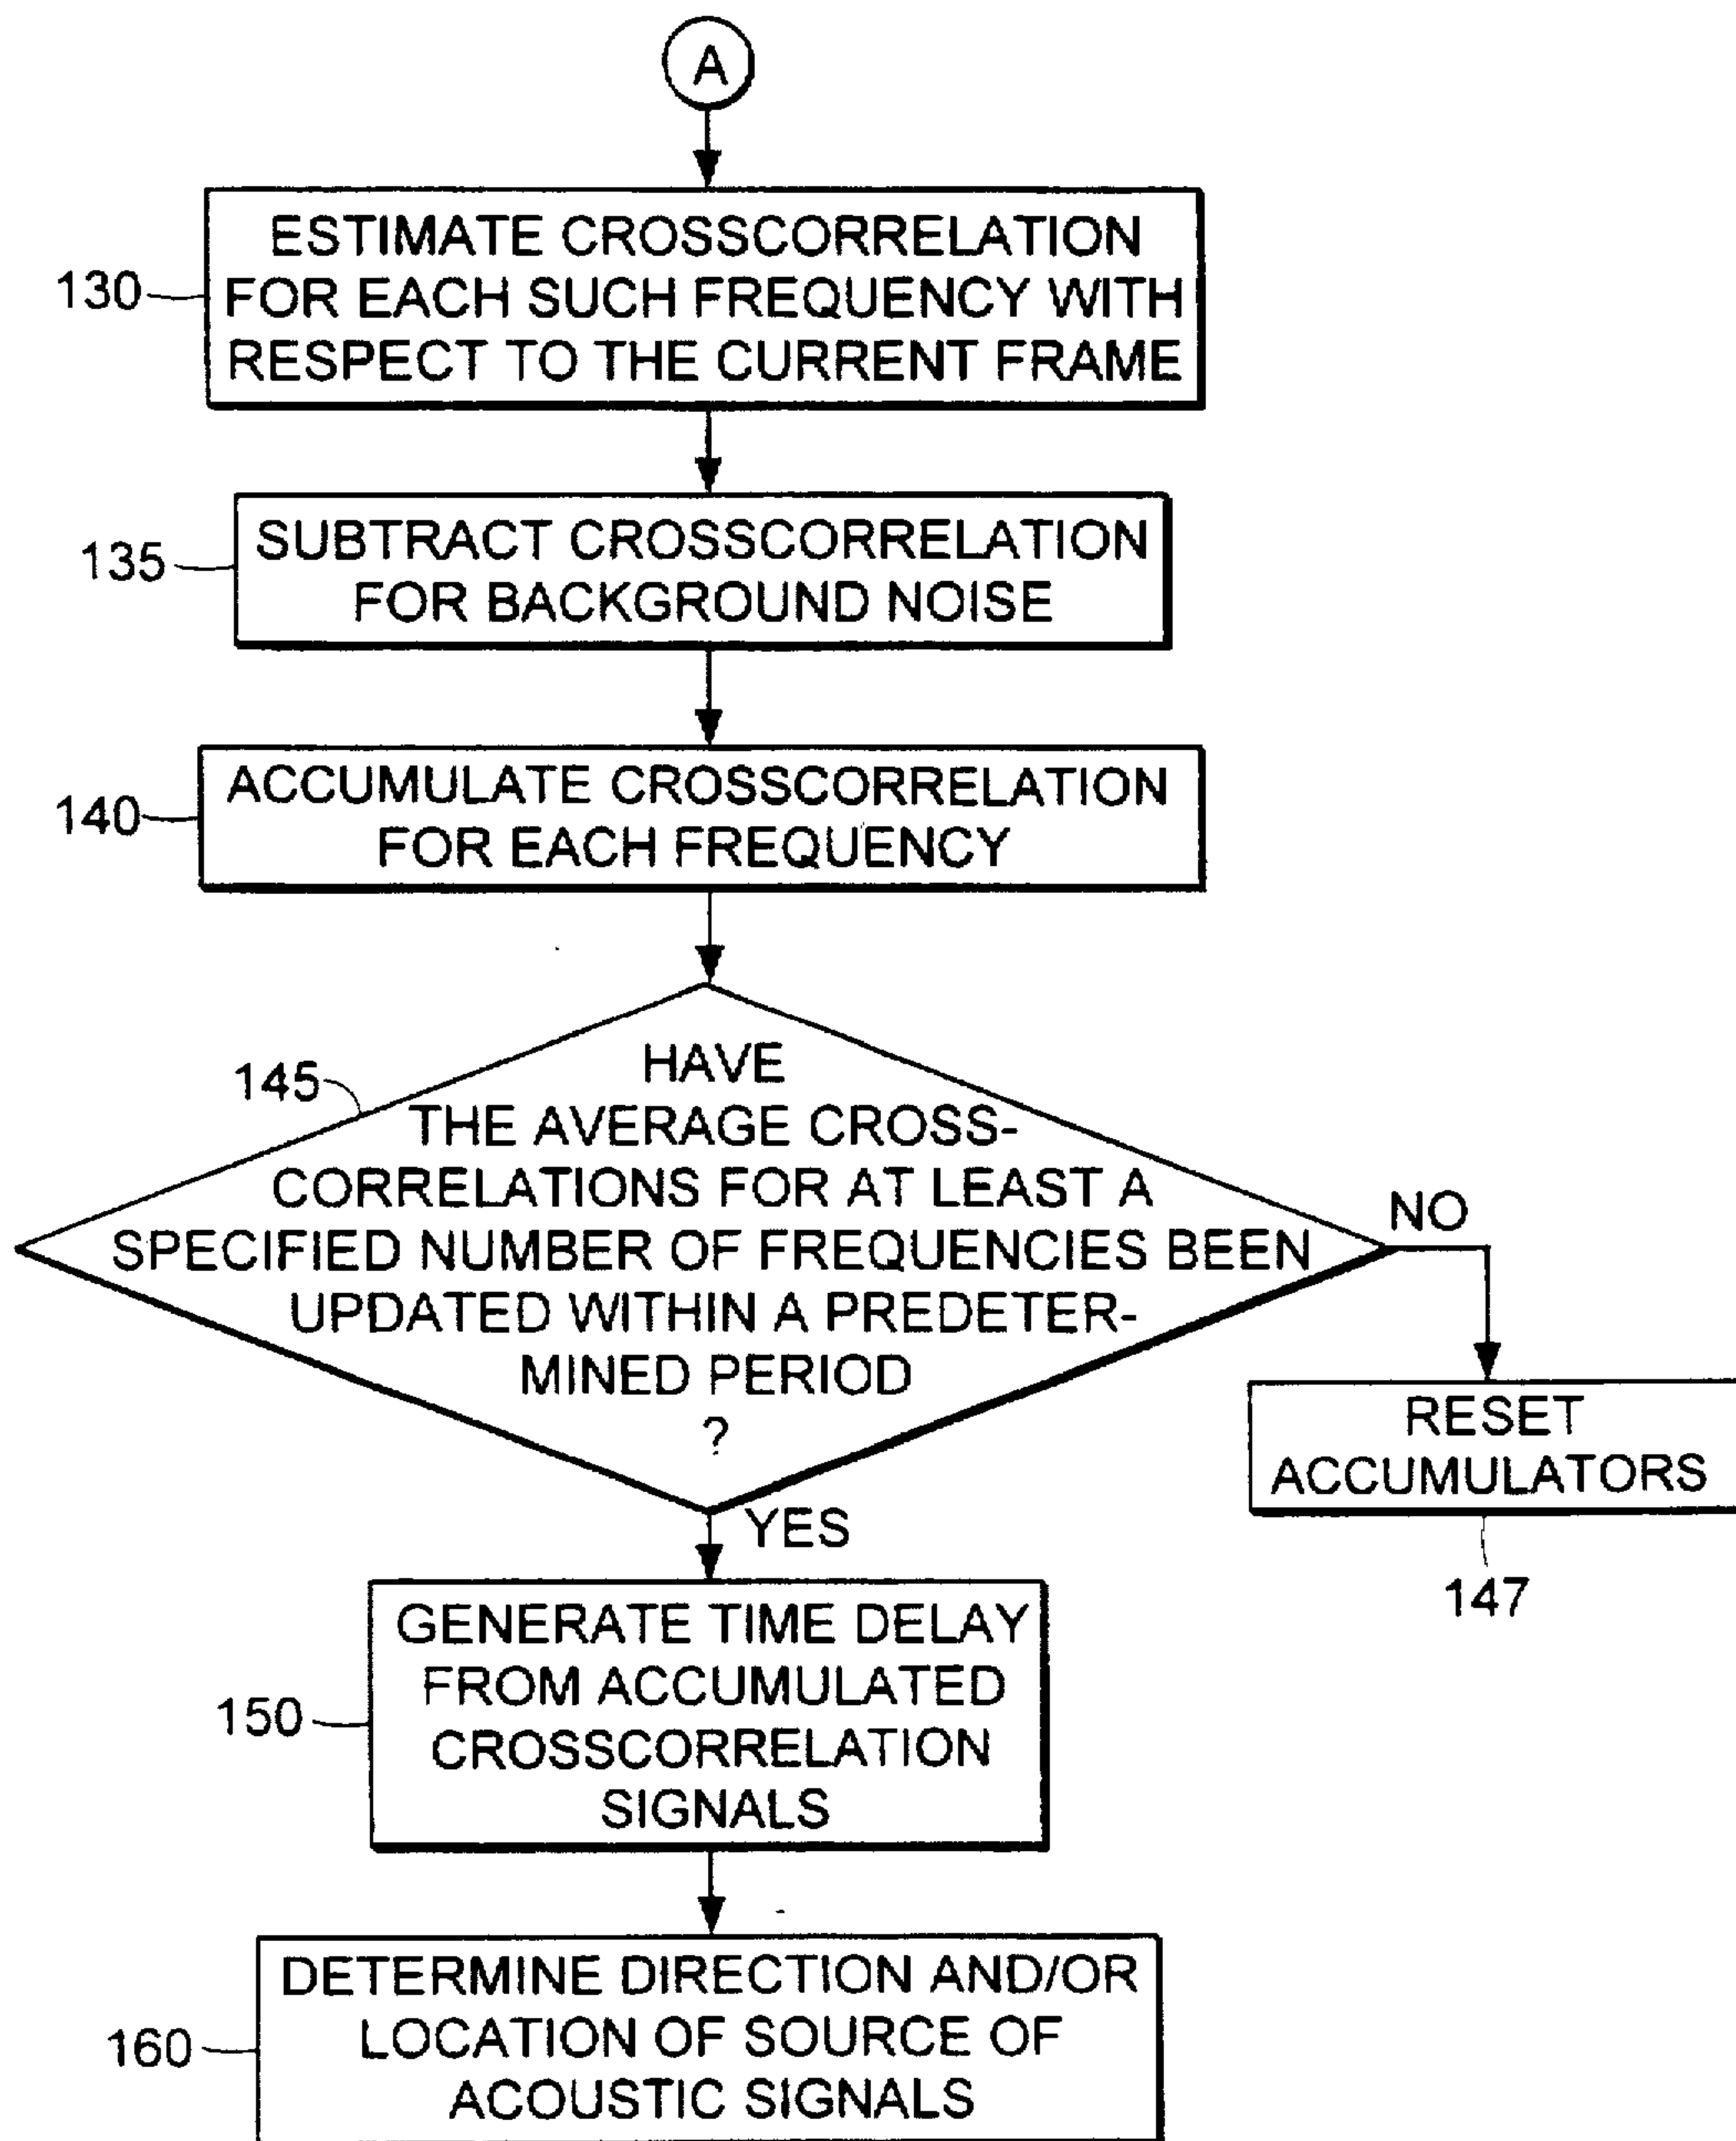 A
130
ESTIMATE CROSSCORRELATION
FOR EACH SUCH FREQUENCY WITH
RESPECT TO THE CURRENT FRAME
135
SUBTRACT CROSSCORRELATION
FOR BACKGROUND NOISE
140
ACCUMULATE CROSSCORRELATION
FOR EACH FREQUENCY
145
HAVE
THE AVERAGE CROSS-
CORRELATIONS FOR AT LEAST A
SPECIFIED NUMBER OF FREQUENCIES BEEN
UPDATED WITHIN A PREDETER-
MINED PERIOD
?
NO
RESET
ACCUMULATORS
147
YES
150
GENERATE TIME DELAY
FROM ACCUMULATED
CROSSCORRELATION
SIGNALS
160
DETERMINE DIRECTION AND/OR
LOCATION OF SOURCE OF
ACOUSTIC SIGNALS